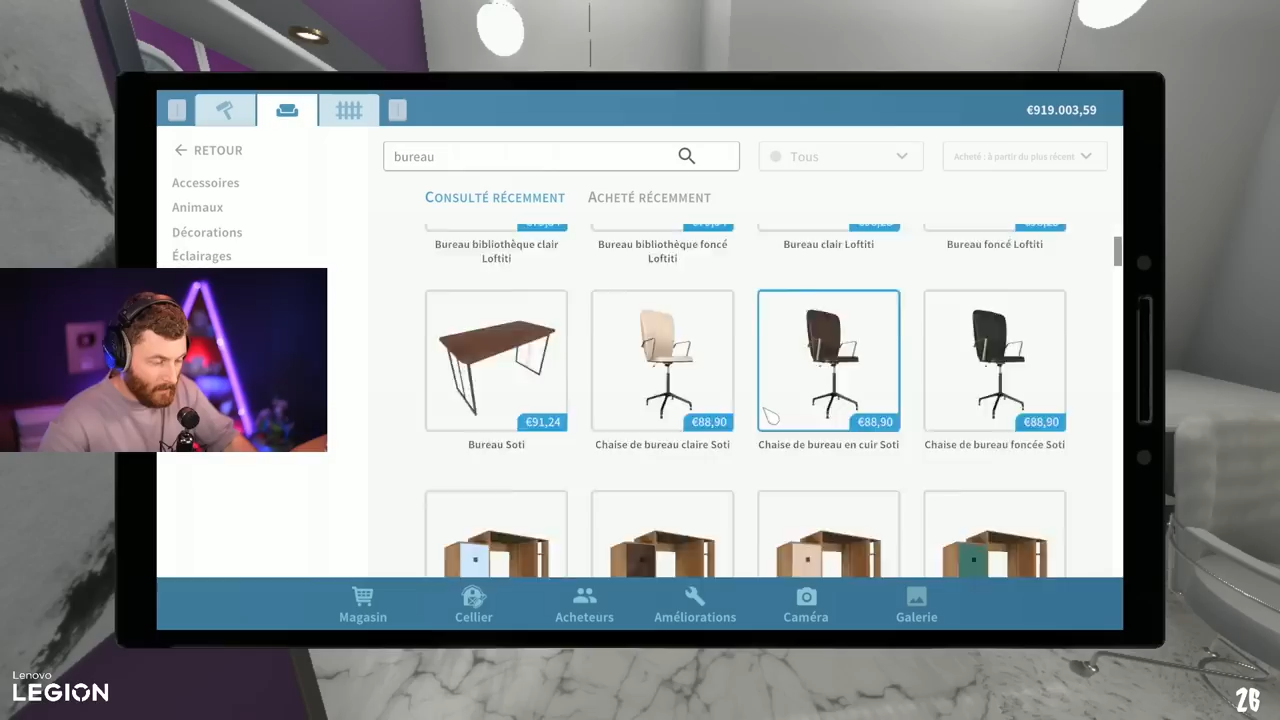 €919.003,59
RETOUR
bureau
Tous
Acheté : à partir du plus récent
Accessoires
Animaux
Décorations
Éclairages
CONSULTÉ RÉCEMMENT
ACHETÉ RÉCEMMENT
Bureau bibliothèque clair
Loftiti
Bureau bibliothèque foncé
Loftiti
Bureau clair Loftiti
Bureau foncé Loftiti
€91,24
€88,90
€88,90
€88,90
Bureau Soti
Chaise de bureau claire Soti
Chaise de bureau en cuir Soti
Chaise de bureau foncée Soti
Magasin
Cellier
Acheteurs
Améliorations
Caméra
Galerie
Lenovo
LEGION
26